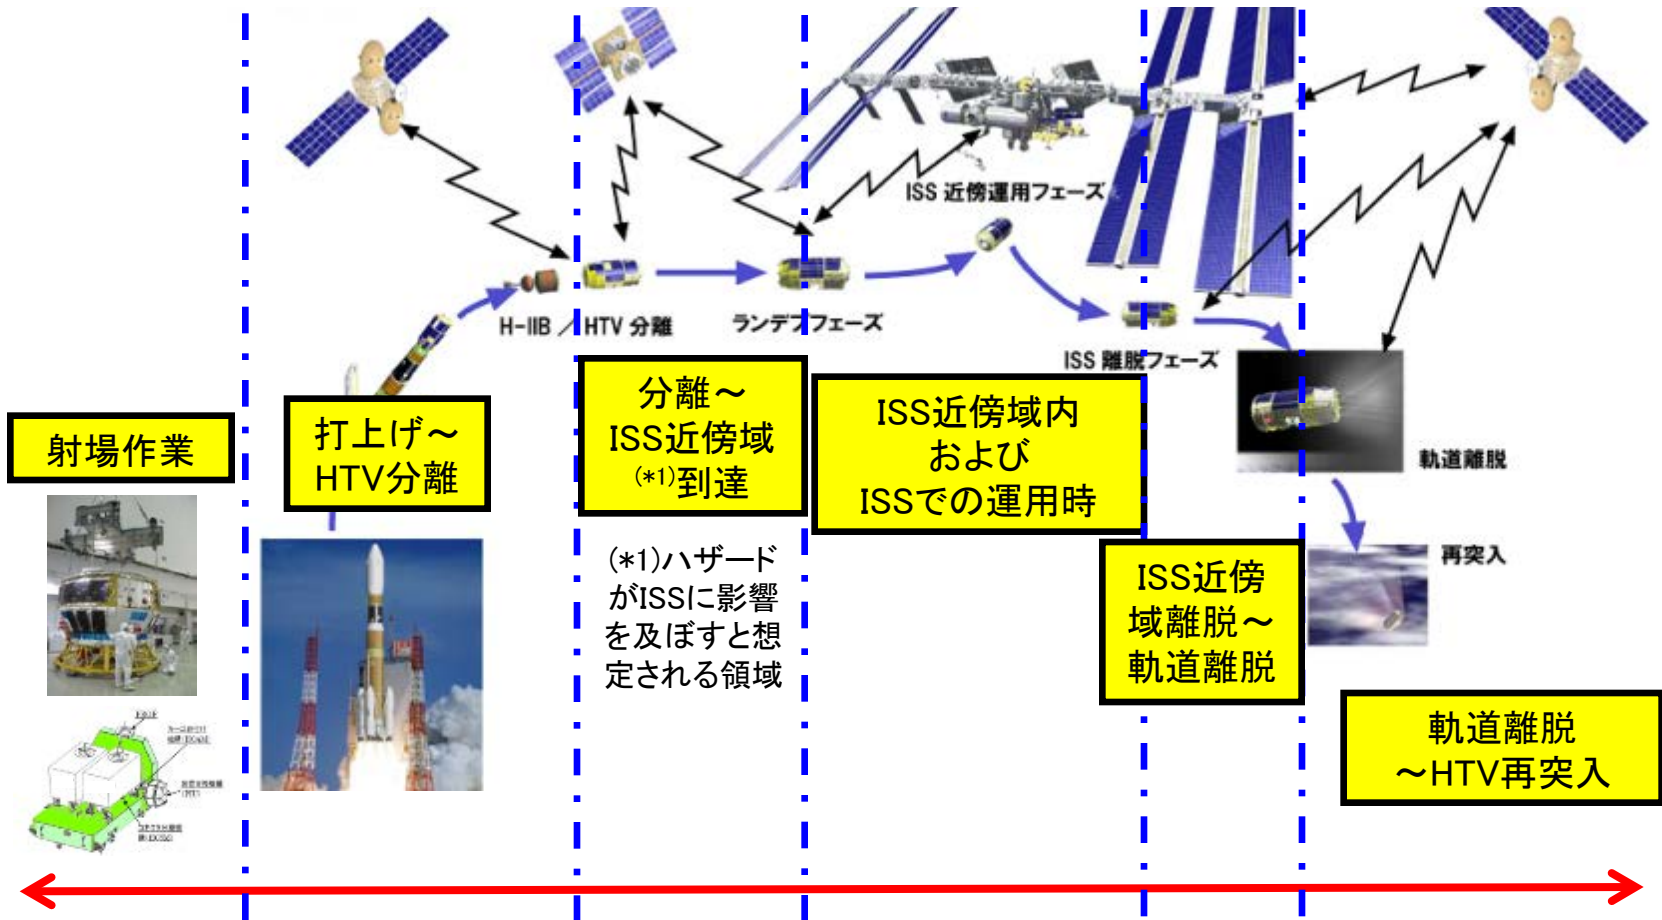 ISS 近傍運用フェーズ
H-IIB / HTV 分離
ランデブフェーズ
ISS 離脱フェーズ
軌道離脱
再突入
射場作業
打上げ～
HTV分離
分離～
ISS近傍域
(*1)到達
(*1)ハザード
がISSに影響
を及ぼすと想
定される領域
ISS近傍域内
および
ISSでの運用時
ISS近傍
域離脱～
軌道離脱
軌道離脱
～HTV再突入